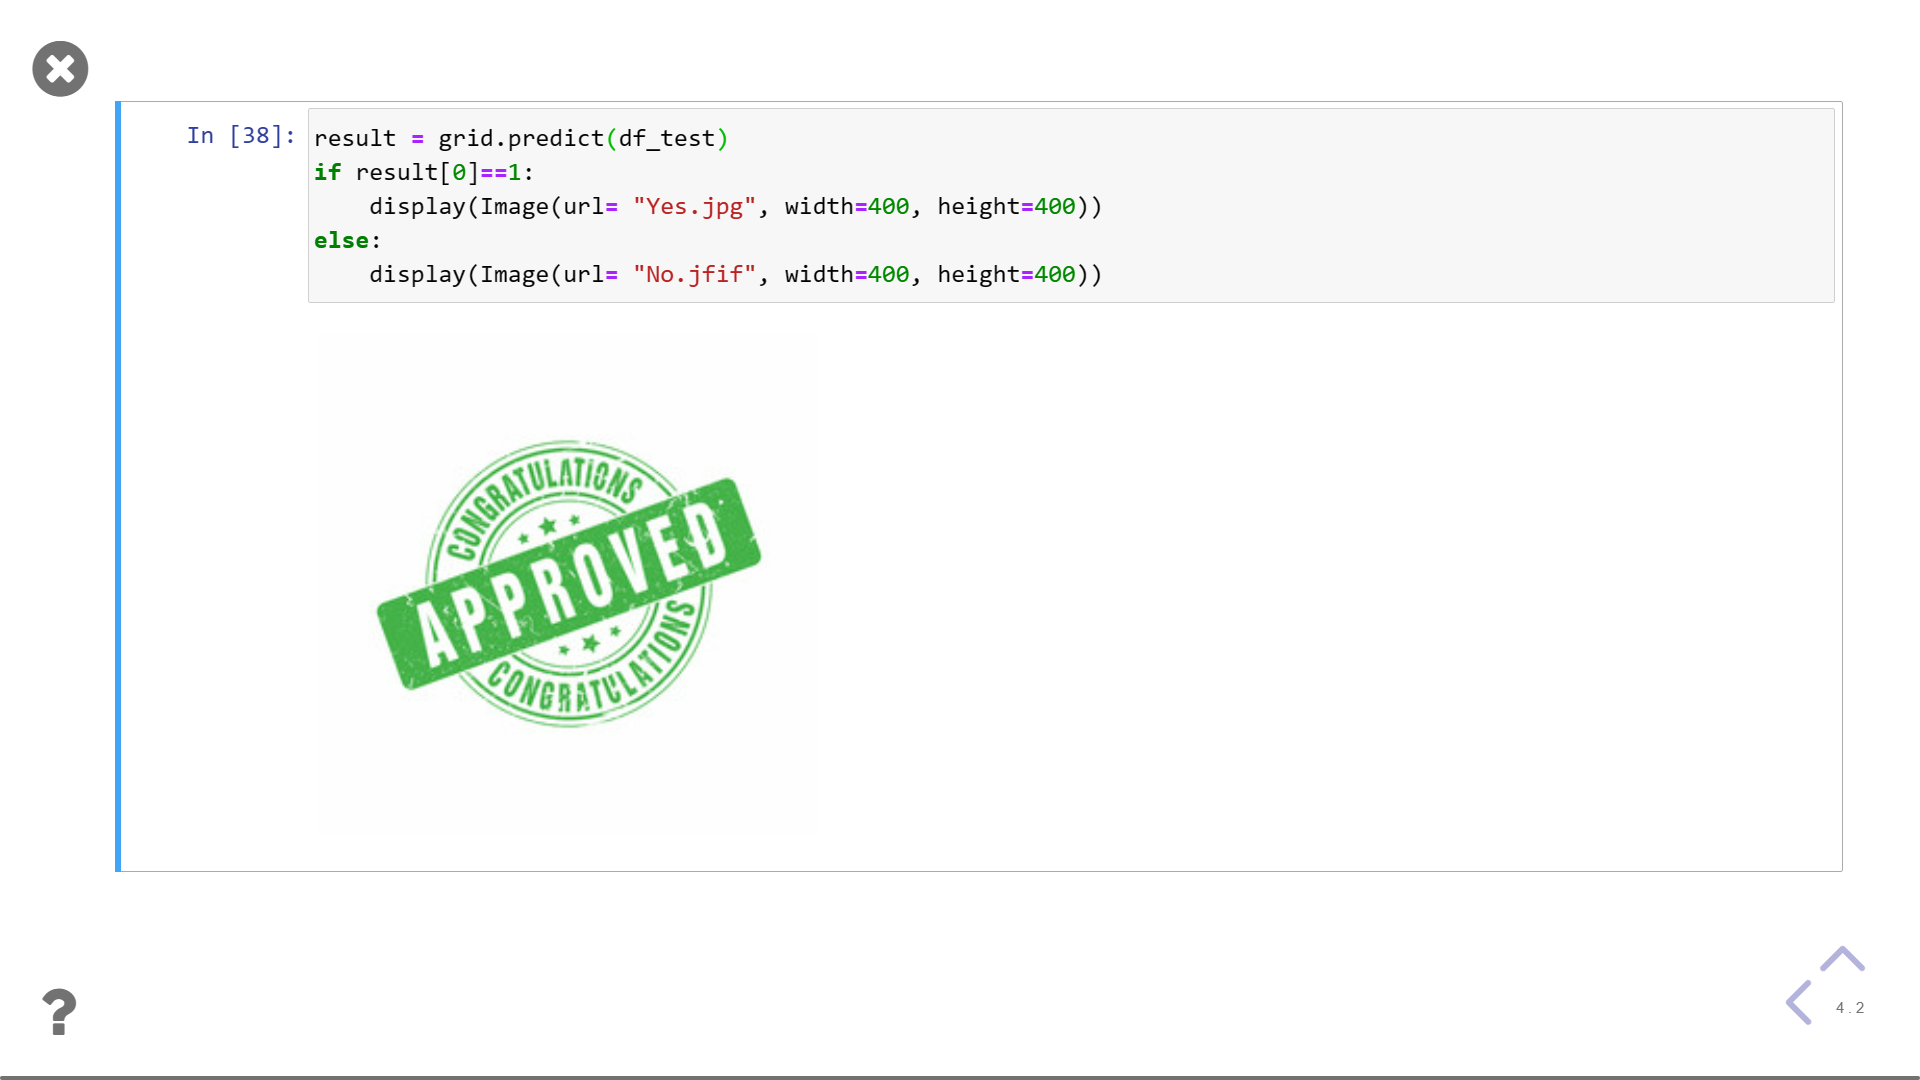 In [38]:
result = grid.predict(df_test)
if result[0]==1:
    display(Image(url= "Yes.jpg", width=400, height=400))
else:
    display(Image(url= "No.jfif", width=400, height=400))
CONGRATULATIONS
APPROVED
CONGRATULATIONS
?
4.2